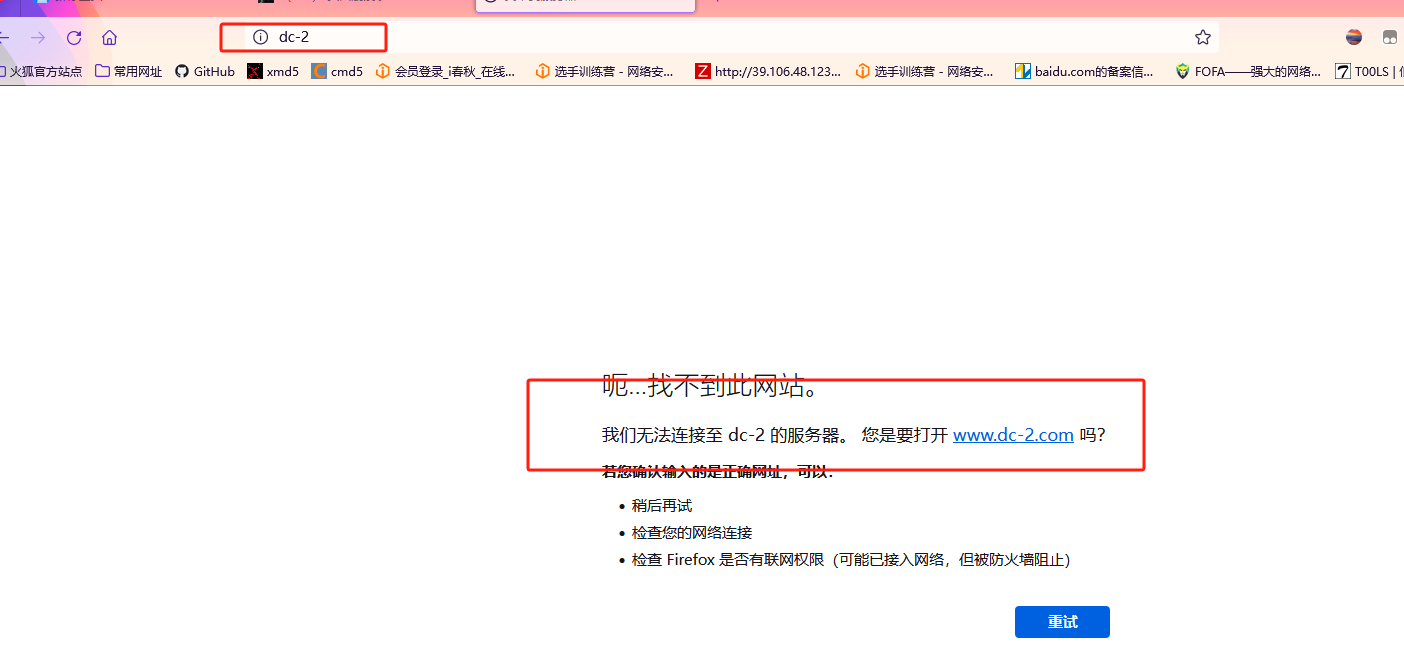 dc-2
火狐官方站点 常用网址 GitHub xmd5 cmd5 会员登录_i春秋_在线... 选手训练营 - 网络安... http://39.106.48.123... 选手训练营 - 网络安... baidu.com的备案信... FOFA——强大的网络... T00LS |
呃...找不到此网站。
我们无法连接至 dc-2 的服务器。 您是要打开 www.dc-2.com 吗?
若您确认输入的是正确网址，可以:
• 稍后再试
• 检查您的网络连接
• 检查 Firefox 是否有联网权限（可能已接入网络，但被防火墙阻止）
重试